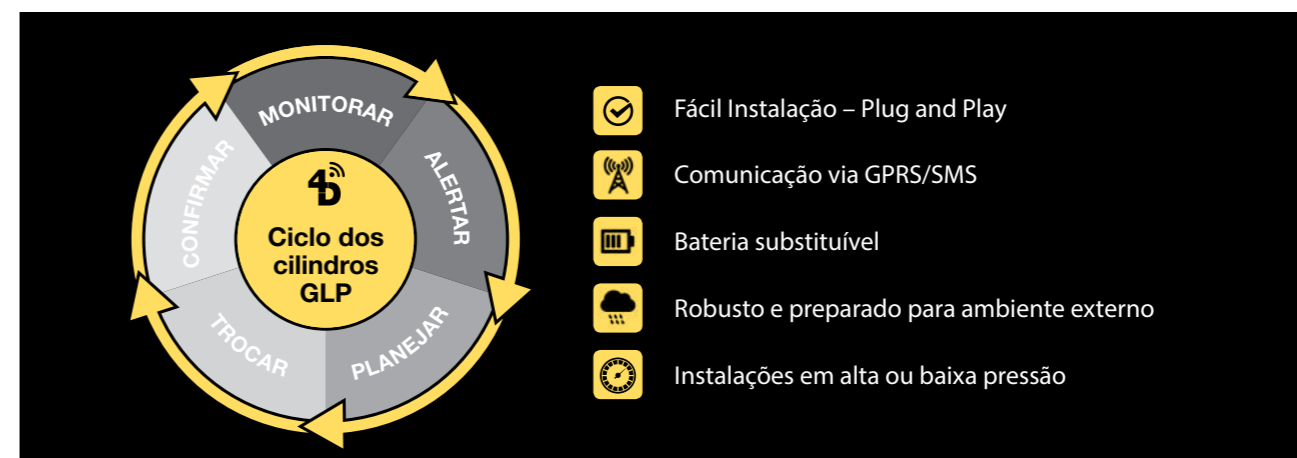 MONITORAR
ALERTAR
PLANEJAR
TROCAR
CONFIRMAR
4D
Ciclo dos
cilindros
GLP
Fácil Instalação – Plug and Play
Comunicação via GPRS/SMS
Bateria substituível
Robusto e preparado para ambiente externo
Instalações em alta ou baixa pressão